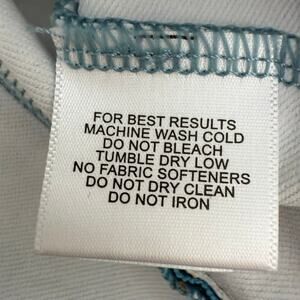 FOR BEST RESULTS
MACHINE WASH COLD
DO NOT BLEACH
TUMBLE DRY LOW
NO FABRIC SOFTENERS
DO NOT DRY CLEAN
DO NOT IRON